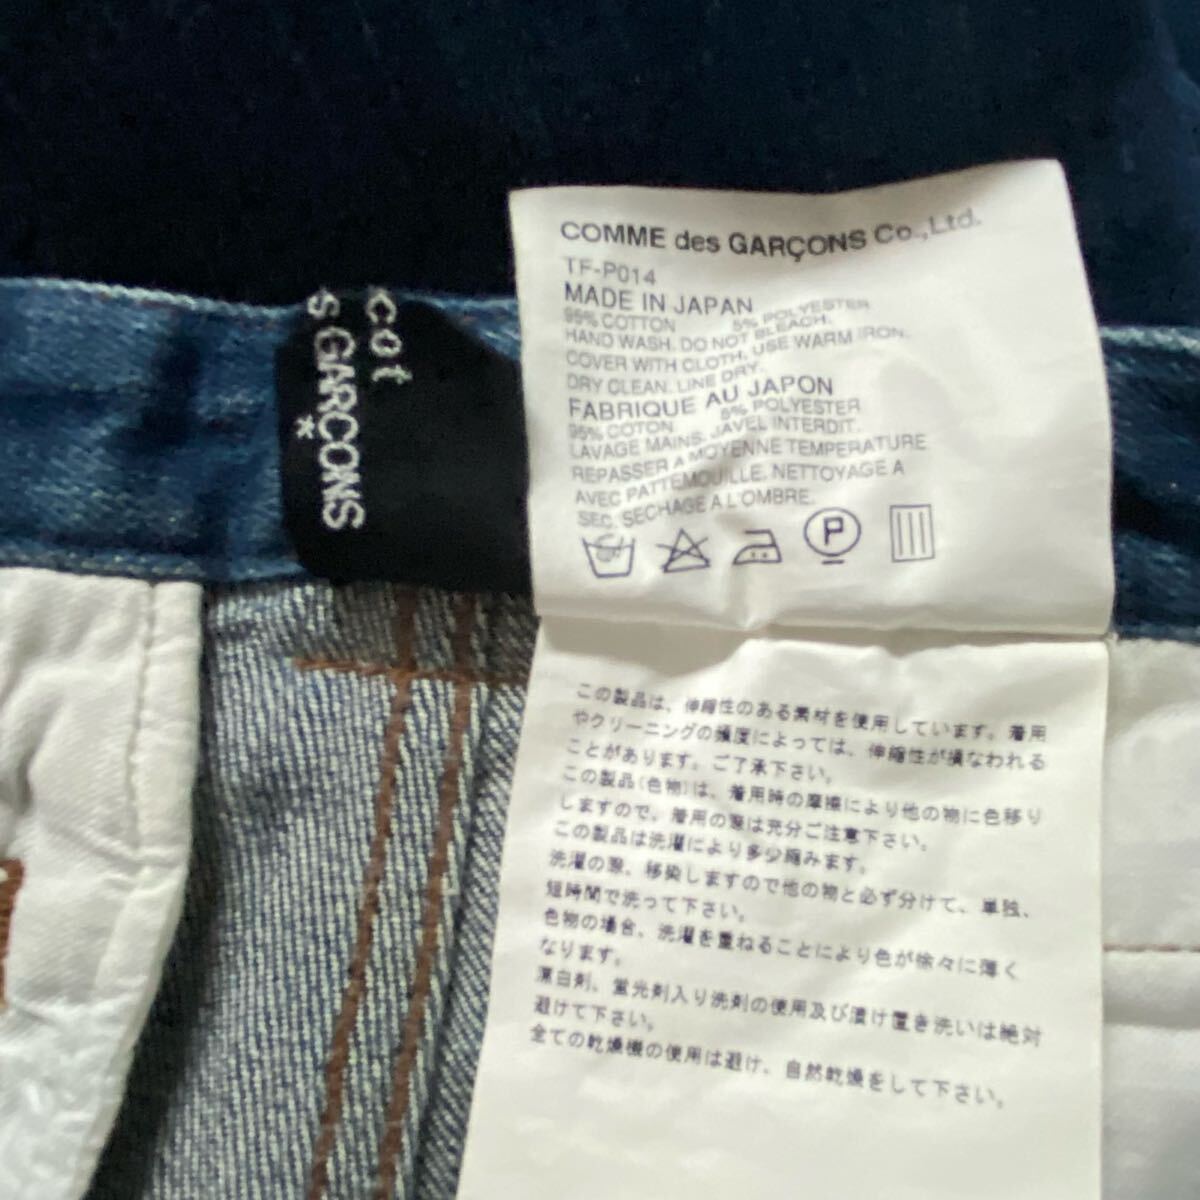 cot
S GARÇONS
*
COMME des GARÇONS Co.,Ltd.
TF-P014
MADE IN JAPAN
95% COTTON 5% POLYESTER
HAND WASH. DO NOT BLEACH.
COVER WITH CLOTH, USE WARM IRON.
DRY CLEAN. LINE DRY.
FABRIQUE AU JAPON
95% COTON 5% POLYESTER
LAVAGE MAINS. JAVEL INTERDIT.
REPASSER A MOYENNE TEMPERATURE
AVEC PATTEMOUILLE. NETTOYAGE A
SEC. SECHAGE A L'OMBRE.
P
この製品は、伸縮性のある素材を使用しています。着用
やクリーニングの頻度によっては、伸縮性が損なわれる
ことがあります。ご了承下さい。
この製品(色物)は、着用時の摩擦により他の物に色移り
しますので、着用の際は充分ご注意下さい。
この製品は洗濯により多少縮みます。
洗濯の際、移染しますので他の物と必ず分けて、単独、
短時間で洗って下さい。
色物の場合、洗濯を重ねることにより色が徐々に薄く
なります。
漂白剤、蛍光剤入り洗剤の使用及び漬け置き洗いは絶対
避けて下さい。
全ての乾燥機の使用は避け、自然乾燥をして下さい。